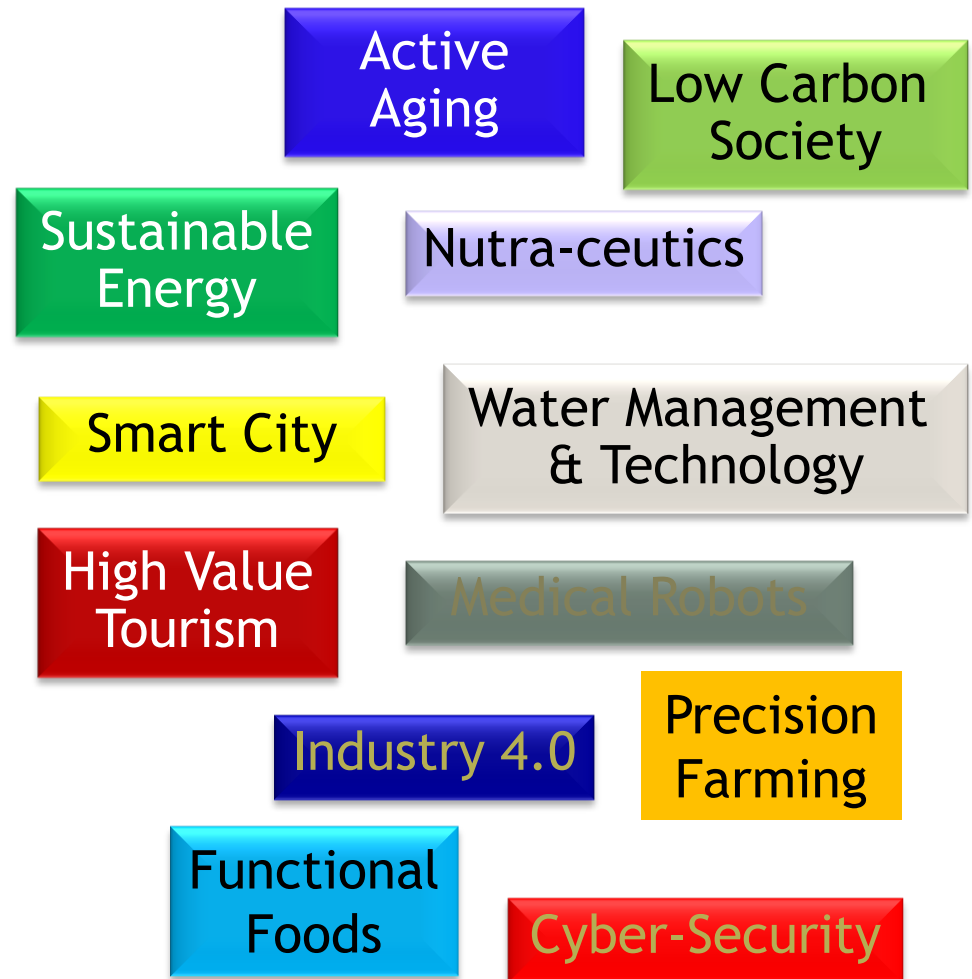 Active
Aging
Low Carbon
Society
Sustainable
Energy
Nutra-ceutics
Smart City
Water Management
& Technology
High Value
Tourism
Medical Robots
Industry 4.0
Precision
Farming
Functional
Foods
Cyber-Security